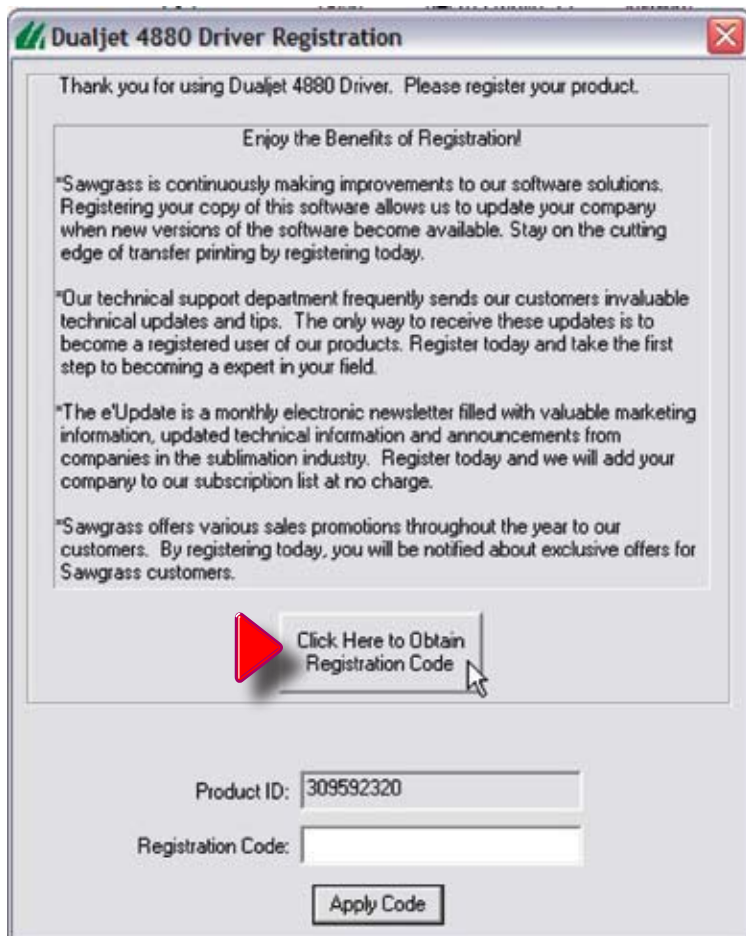 Dualjet 4880 Driver Registration
Thank you for using Dualjet 4880 Driver. Please register your product.
Enjoy the Benefits of Registration!
*Sawgrass is continuously making improvements to our software solutions.
Registering your copy of this software allows us to update your company
when new versions of the software become available. Stay on the cutting
edge of transfer printing by registering today.
*Our technical support department frequently sends our customers invaluable
technical updates and tips. The only way to receive these updates is to
become a registered user of our products. Register today and take the first
step to becoming a expert in your field.
*The e'Update is a monthly electronic newsletter filled with valuable marketing
information, updated technical information and announcements from
companies in the sublimation industry. Register today and we will add your
company to our subscription list at no charge.
*Sawgrass offers various sales promotions throughout the year to our
customers. By registering today, you will be notified about exclusive offers for
Sawgrass customers.
Click Here to Obtain
Registration Code
Product ID: 309592320
Registration Code:
Apply Code